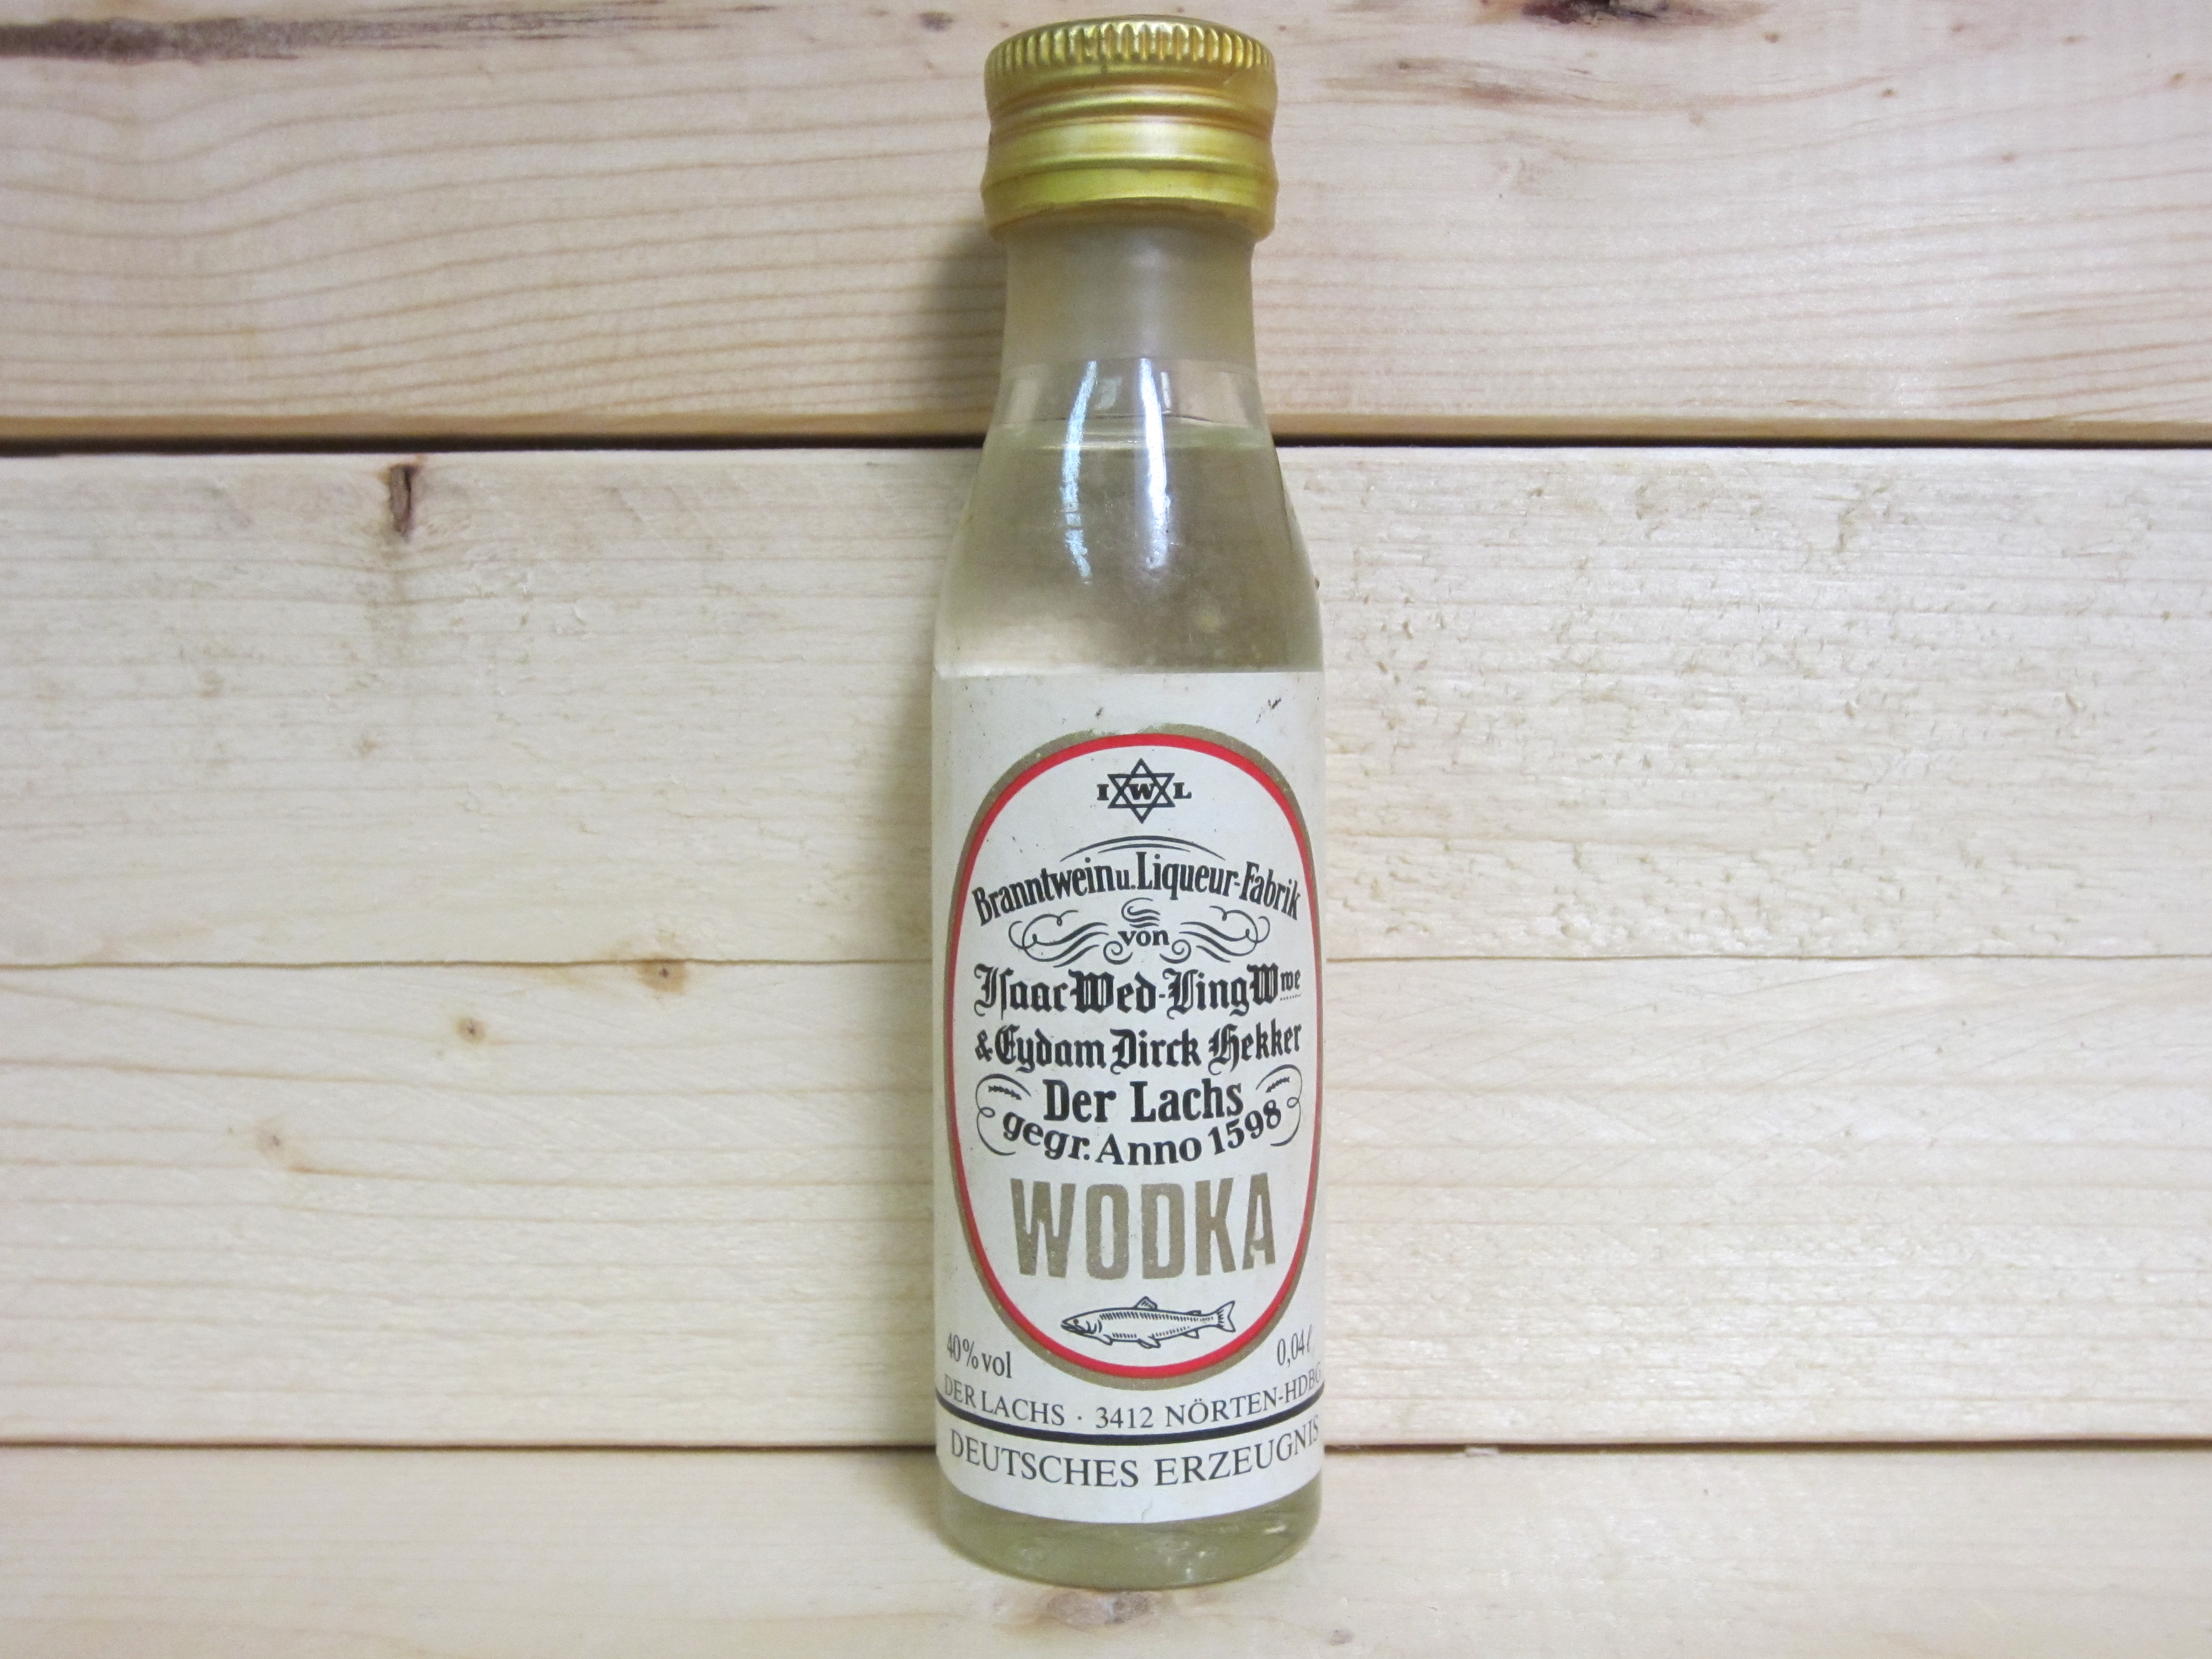 I W L
Branntwein u. Liqueur-Fabrik
von
Isaac Wed-Ling Wwe
& Eydam Dirck Hekker
Der Lachs
gegr. Anno 1598
WODKA
40% vol 0,04 ℓ
DER LACHS · 3412 NÖRTEN-HDBG
DEUTSCHES ERZEUGNIS